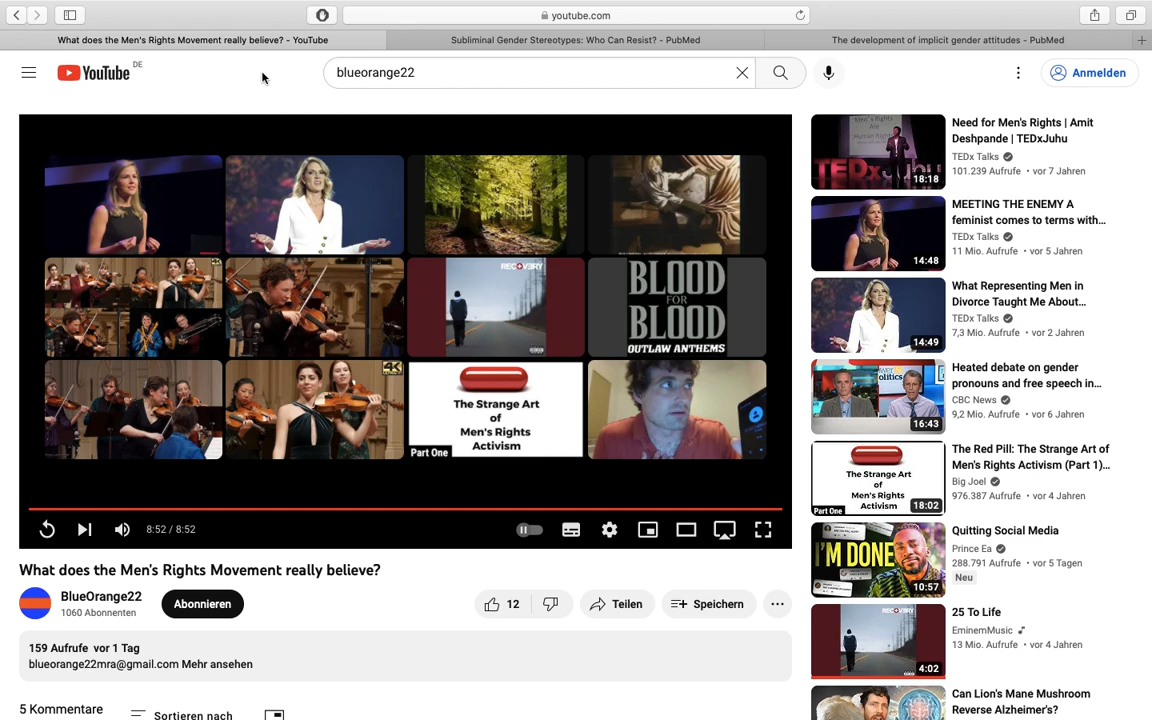 youtube.com
What does the Men's Rights Movement really believe? - YouTube
Subliminal Gender Stereotypes: Who Can Resist? - PubMed
The development of implicit gender attitudes - PubMed
YouTube DE
blueorange22
Anmelden
RECOVERY
BLOOD
FOR
BLOOD
OUTLAW ANTHEMS
4K
The Strange Art
of
Men's Rights
Activism
Part One
8:52 / 8:52
What does the Men's Rights Movement really believe?
BlueOrange22
1060 Abonnenten
Abonnieren
12
Teilen
Speichern
159 Aufrufe vor 1 Tag
blueorange22mra@gmail.com Mehr ansehen
5 Kommentare
Sortieren nach
Men's Rights
Are
Human Rights
TEDxJuhu
18:18
Need for Men's Rights | Amit
Deshpande | TEDxJuhu
TEDx Talks
101.239 Aufrufe • vor 7 Jahren
14:48
MEETING THE ENEMY A
feminist comes to terms with...
TEDx Talks
11 Mio. Aufrufe • vor 5 Jahren
14:49
What Representing Men in
Divorce Taught Me About...
TEDx Talks
7,3 Mio. Aufrufe • vor 2 Jahren
16:43
Heated debate on gender
pronouns and free speech in...
CBC News
9,2 Mio. Aufrufe • vor 6 Jahren
The Strange Art
of
Men's Rights
Activism
Part One
18:02
The Red Pill: The Strange Art of
Men's Rights Activism (Part 1)...
Big Joel
976.387 Aufrufe • vor 4 Jahren
I'M DONE
10:57
Quitting Social Media
Prince Ea
288.791 Aufrufe • vor 5 Tagen
Neu
RECOVERY
4:02
25 To Life
EminemMusic
13 Mio. Aufrufe • vor 4 Jahren
Can Lion's Mane Mushroom
Reverse Alzheimer's?